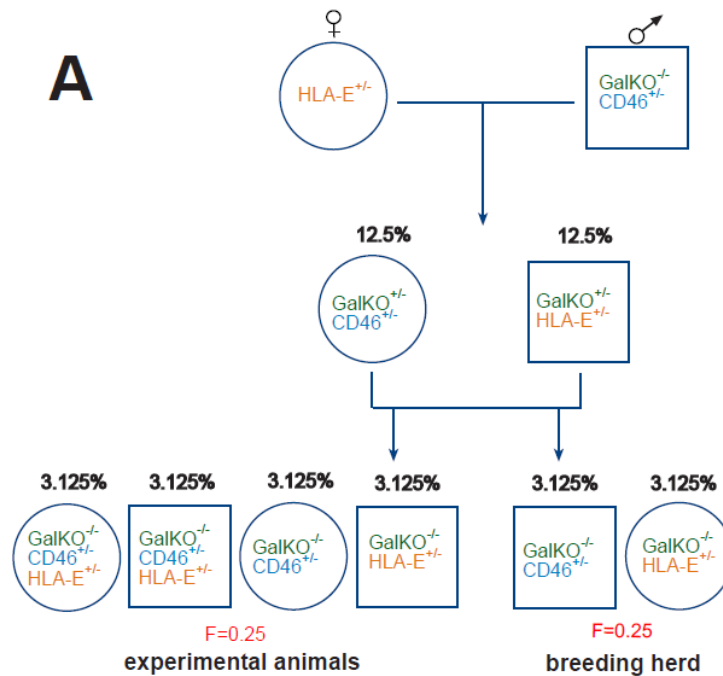 A
♀
♂
HLA-E+/-
GalKO-/-
CD46+/-
12.5%
12.5%
GalKO+/-
CD46+/-
GalKO+/-
HLA-E+/-
3.125%
3.125%
3.125%
3.125%
3.125%
3.125%
GalKO-/-
CD46+/-
HLA-E+/-
GalKO-/-
CD46+/-
HLA-E+/-
GalKO-/-
CD46+/-
GalKO-/-
HLA-E+/-
GalKO-/-
CD46+/-
GalKO-/-
HLA-E+/-
F=0.25
F=0.25
experimental animals
breeding herd